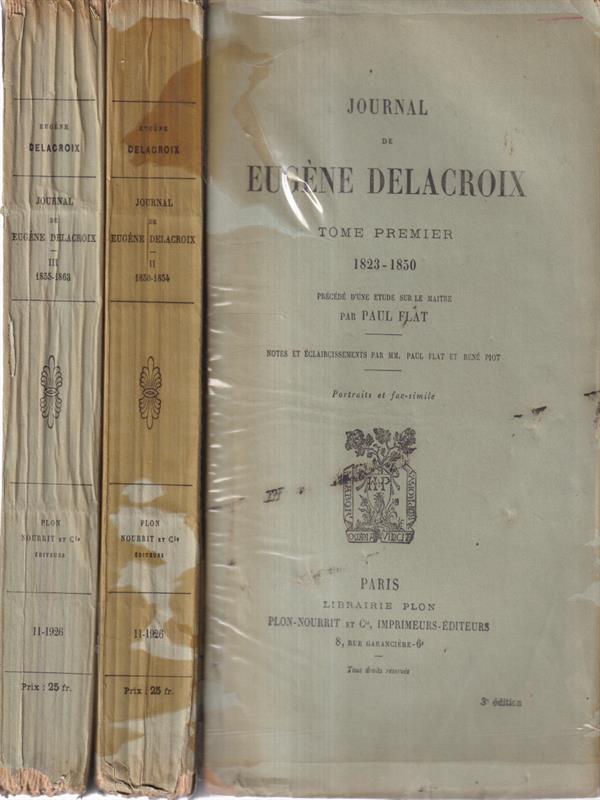 EUGÈNE
DELACROIX
JOURNAL
DE
EUGÈNE DELACROIX
III
1855-1863
PLON
NOURRIT ET Cie
ÉDITEURS
11-1926
Prix : 25 fr.
EUGÈNE
DELACROIX
JOURNAL
DE
EUGÈNE DELACROIX
II
1850-1854
PLON
NOURRIT ET Cie
ÉDITEURS
11-1926
Prix : 25 fr.
JOURNAL
DE
EUGÈNE DELACROIX
TOME PREMIER
1823-1850
PRÉCÉDÉ D'UNE ÉTUDE SUR LE MAITRE
PAR PAUL FLAT
NOTES ET ÉCLAIRCISSEMENTS PAR MM. PAUL FLAT ET RENÉ PIOT
Portraits et fac-simile
HP
PARIS
LIBRAIRIE PLON
PLON-NOURRIT ET Cie, IMPRIMEURS-ÉDITEURS
8, RUE GARANCIÈRE-6e
Tous droits réservés
3e édition